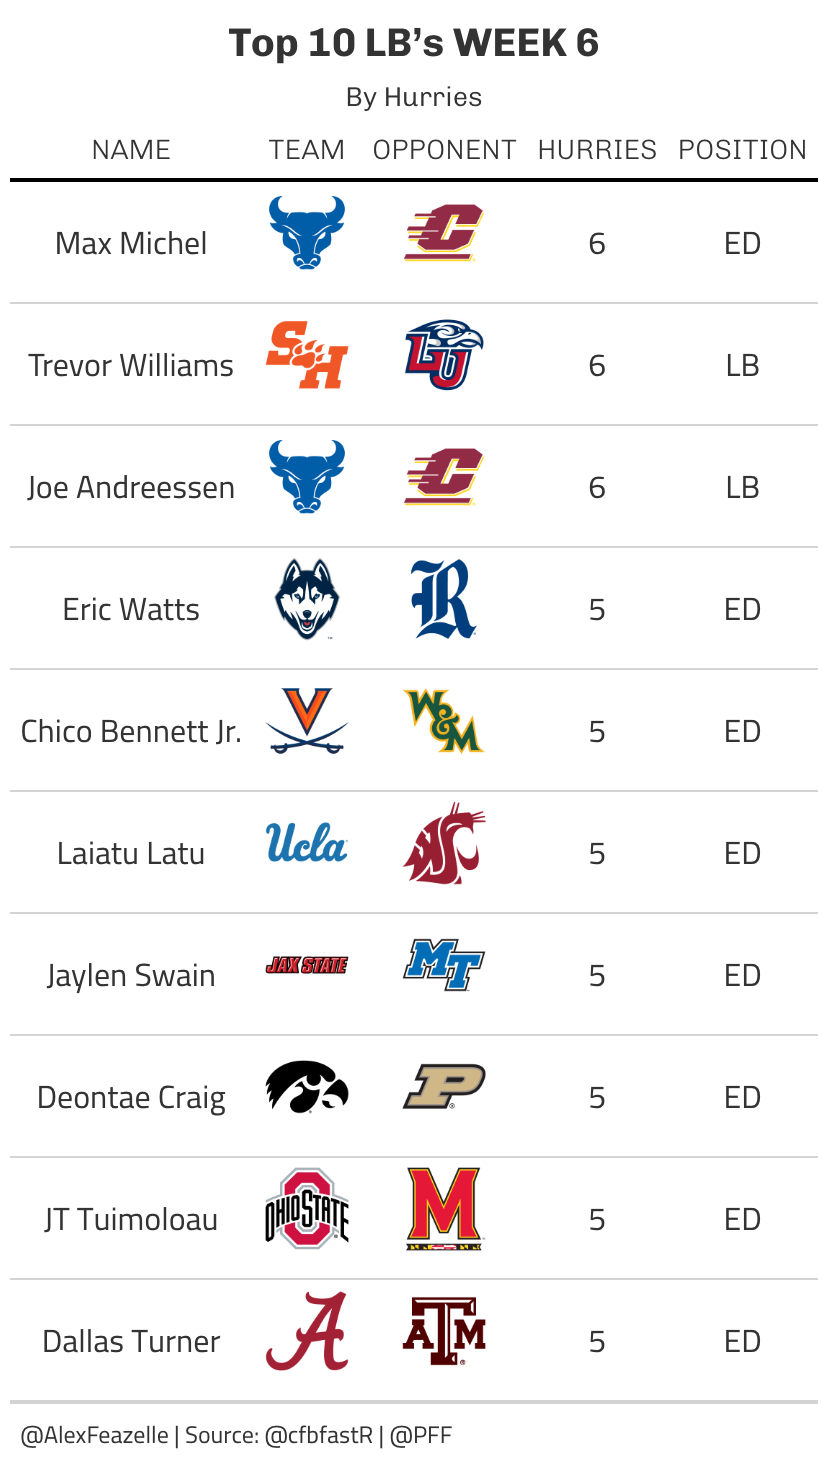 Top 10 LB’s WEEK 6
By Hurries
NAME TEAM OPPONENT HURRIES POSITION
Max Michel C 6 ED
Trevor Williams SH LU 6 LB
Joe Andreessen C 6 LB
Eric Watts R 5 ED
Chico Bennett Jr. V W&M 5 ED
Laiatu Latu Ucla WSC 5 ED
Jaylen Swain JAX STATE MT 5 ED
Deontae Craig P 5 ED
JT Tuimoloau OHIO STATE M 5 ED
Dallas Turner A ATM 5 ED
@AlexFeazelle | Source: @cfbfastR | @PFF